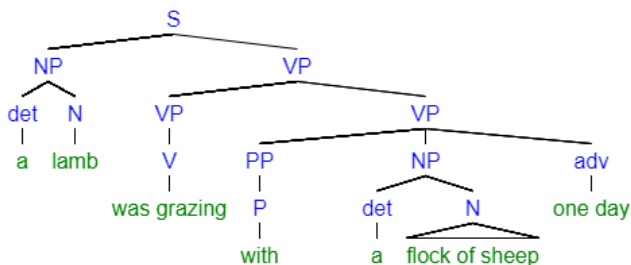 S
NP VP
det N VP VP
a lamb V PP NP adv
was grazing P det N one day
with a flock of sheep